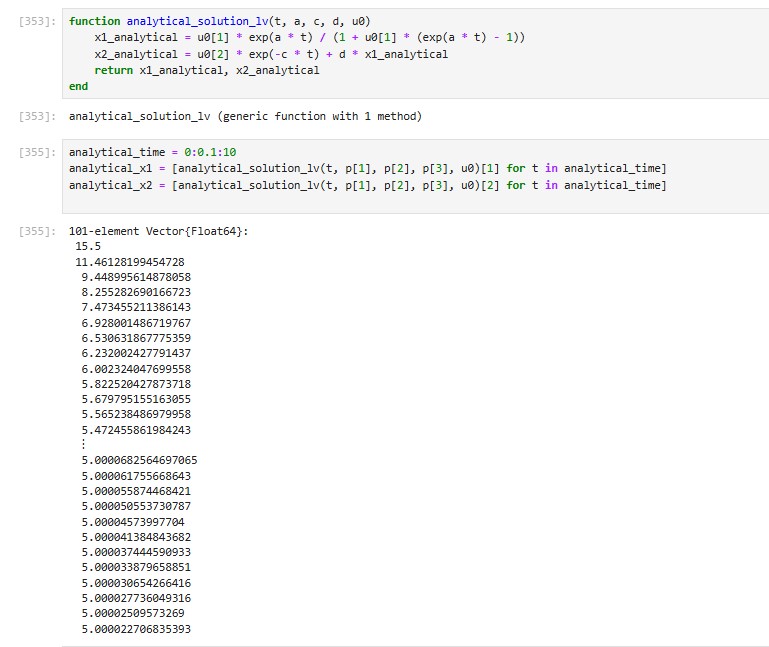 [353]: function analytical_solution_lv(t, a, c, d, u0)
x1_analytical = u0[1] * exp(a * t) / (1 + u0[1] * (exp(a * t) - 1))
x2_analytical = u0[2] * exp(-c * t) + d * x1_analytical
return x1_analytical, x2_analytical
end
[353]: analytical_solution_lv (generic function with 1 method)
[355]: analytical_time = 0:0.1:10
analytical_x1 = [analytical_solution_lv(t, p[1], p[2], p[3], u0)[1] for t in analytical_time]
analytical_x2 = [analytical_solution_lv(t, p[1], p[2], p[3], u0)[2] for t in analytical_time]
[355]: 101-element Vector{Float64}:
15.5
11.46128199454728
9.448995614878058
8.255282690166723
7.473455211386143
6.928001486719767
6.530631867775359
6.232002427791437
6.002324047699558
5.822520427873718
5.679795155163055
5.565238486979958
5.472455861984243
⋮
5.0000682564697065
5.000061755668643
5.000055874468421
5.000050553730787
5.00004573997704
5.000041384843682
5.000037444590933
5.000033879658851
5.000030654266416
5.000027736049316
5.00002509573269
5.000022706835393